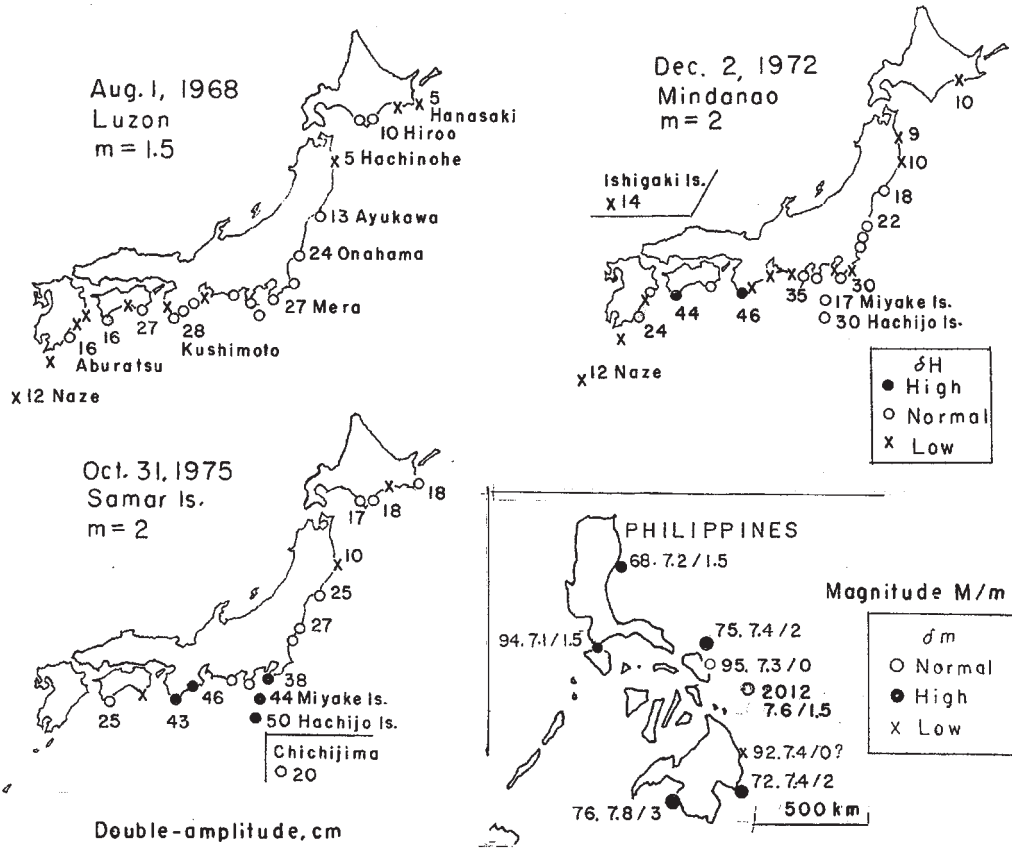 Aug. 1, 1968
Luzon
m = 1.5
5
Hanasaki
10 Hiroo
5 Hachinohe
13 Ayukawa
24 Onahama
27 Mera
28
Kushimoto
27
16
16
Aburatsu
x 12 Naze
Dec. 2, 1972
Mindanao
m = 2
10
9
10
Ishigaki Is.
x 14
18
22
30
35
17 Miyake Is.
30 Hachijo Is.
46
44
24
x 12 Naze
δH
● High
○ Normal
x Low
Oct. 31, 1975
Samar Is.
m = 2
18
17
18
10
25
27
38
46
44 Miyake Is.
43
50 Hachijo Is.
25
Chichijima
○ 20
Double-amplitude, cm
PHILIPPINES
68. 7.2 / 1.5
94. 7.1 / 1.5
75. 7.4 / 2
95. 7.3 / 0
2012
7.6 / 1.5
x 92. 7.4 / 0?
72. 7.4 / 2
76. 7.8 / 3
500 km
Magnitude M/m
δm
○ Normal
● High
x Low